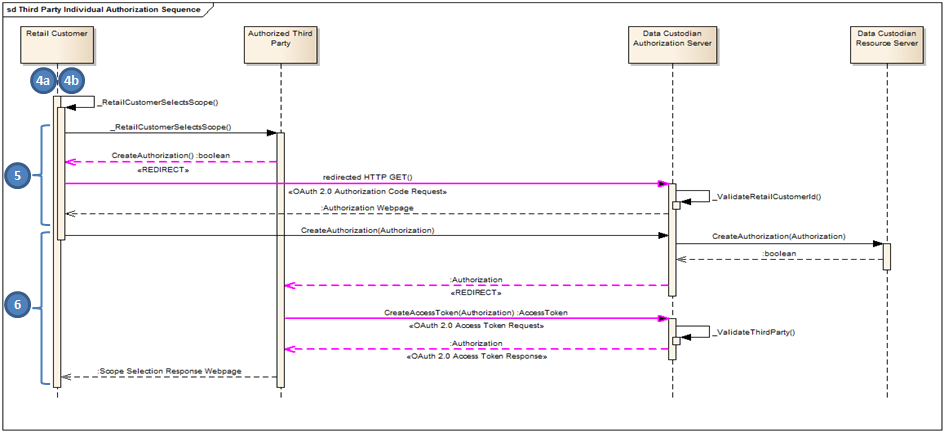 sd Third Party Individual Authorization Sequence
Retail Customer
Authorized Third
Party
Data Custodian
Authorization Server
Data Custodian
Resource Server
4a
4b
_RetailCustomerSelectsScope()
_RetailCustomerSelectsScope()
CreateAuthorization() :boolean
«REDIRECT»
5
redirected HTTP GET()
«OAuth 2.0 Authorization Code Request»
_ValidateRetailCustomerId()
:Authorization Webpage
CreateAuthorization(Authorization)
CreateAuthorization(Authorization)
:boolean
:Authorization
«REDIRECT»
6
CreateAccessToken(Authorization) :AccessToken
«OAuth 2.0 Access Token Request»
_ValidateThirdParty()
:Authorization
«OAuth 2.0 Access Token Response»
:Scope Selection Response Webpage